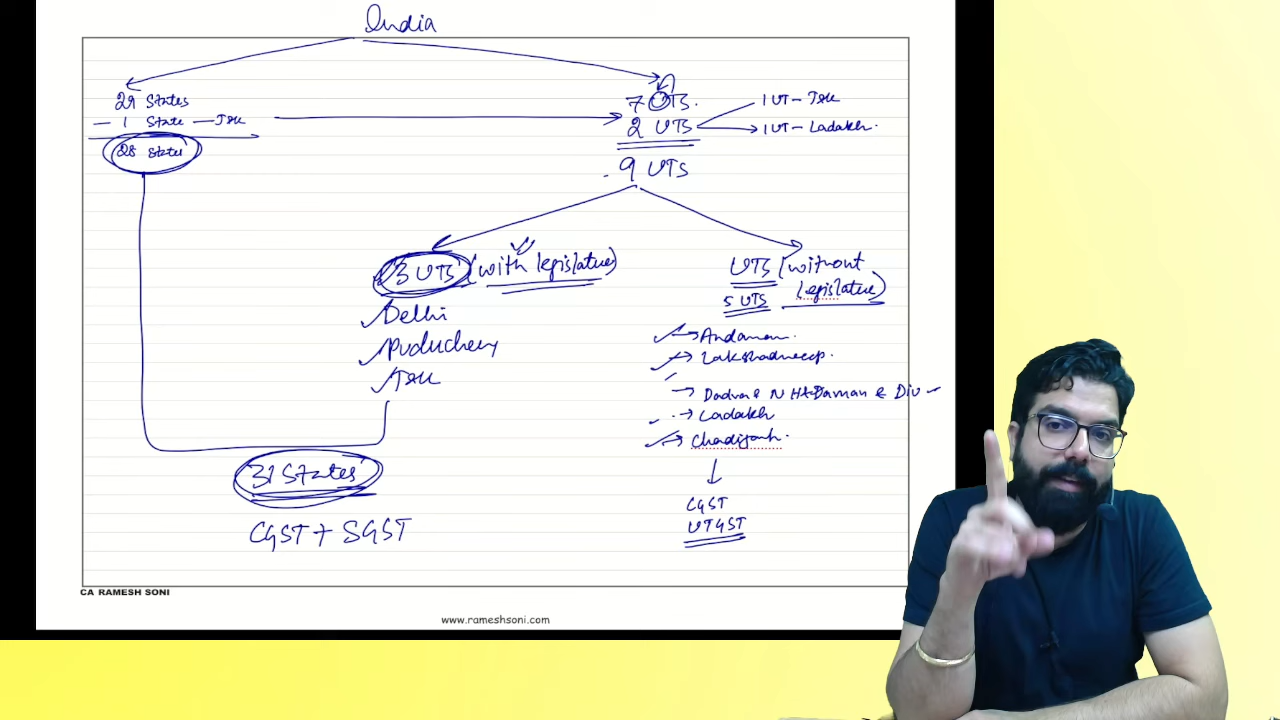 India
29 States
- 1 State - J&K
28 States
7 UTS.
2 UTS
1 UT - J&K
1 UT - Ladakh.
9 UTS
3 UTS (with legislature)
Delhi
Puducherry
J&K
UTS (without legislature)
5 UTS
→ Andaman.
→ Lakshadweep.
→ Dadra & N H & Daman & Div
→ Ladakh
→ Chadigarh.
CGST
UTGST
31 States
CGST + SGST
CA RAMESH SONI
www.rameshsoni.com